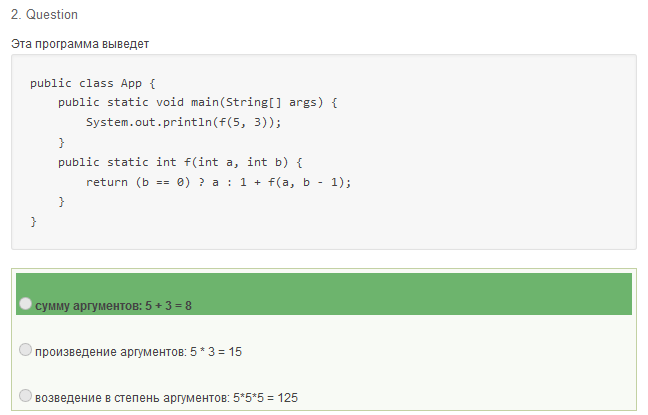 2. Question
Эта программа выведет
public class App {
    public static void main(String[] args) {
        System.out.println(f(5, 3));
    }
    public static int f(int a, int b) {
        return (b == 0) ? a : 1 + f(a, b - 1);
    }
}
сумму аргументов: 5 + 3 = 8
произведение аргументов: 5 * 3 = 15
возведение в степень аргументов: 5*5*5 = 125